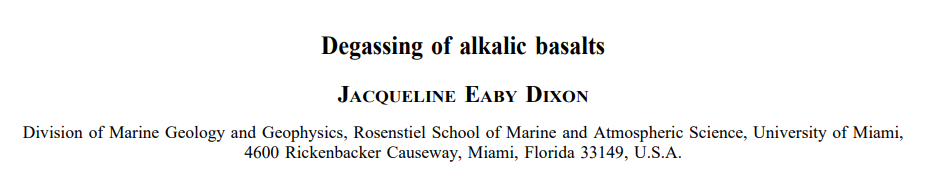 Degassing of alkalic basalts
JACQUELINE EABY DIXON
Division of Marine Geology and Geophysics, Rosenstiel School of Marine and Atmospheric Science, University of Miami,
4600 Rickenbacker Causeway, Miami, Florida 33149, U.S.A.